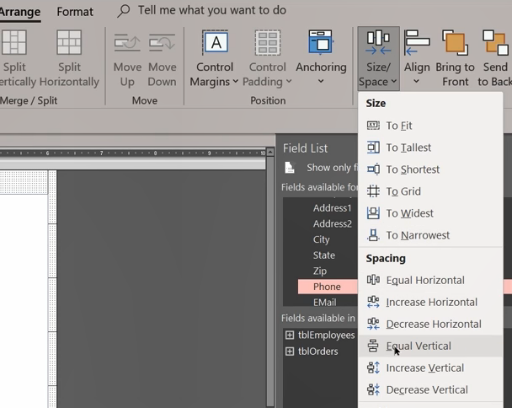 Arrange Format Tell me what you want to do
Split Vertically
Split Horizontally
Move Up
Move Down
Control Margins
Control Padding
Anchoring
Size/ Space
Align
Bring to Front
Send to Back
Merge / Split
Move
Position
Size
To Fit
To Tallest
To Shortest
To Grid
To Widest
To Narrowest
Spacing
Equal Horizontal
Increase Horizontal
Decrease Horizontal
Equal Vertical
Increase Vertical
Decrease Vertical
Field List
Show only fi
Fields available for
Address1
Address2
City
State
Zip
Phone
EMail
Fields available in
tblEmployees
tblOrders